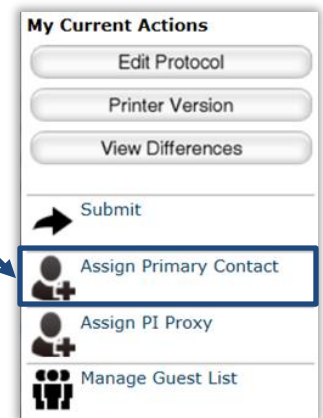 My Current Actions
Edit Protocol
Printer Version
View Differences
Submit
Assign Primary Contact
Assign PI Proxy
Manage Guest List